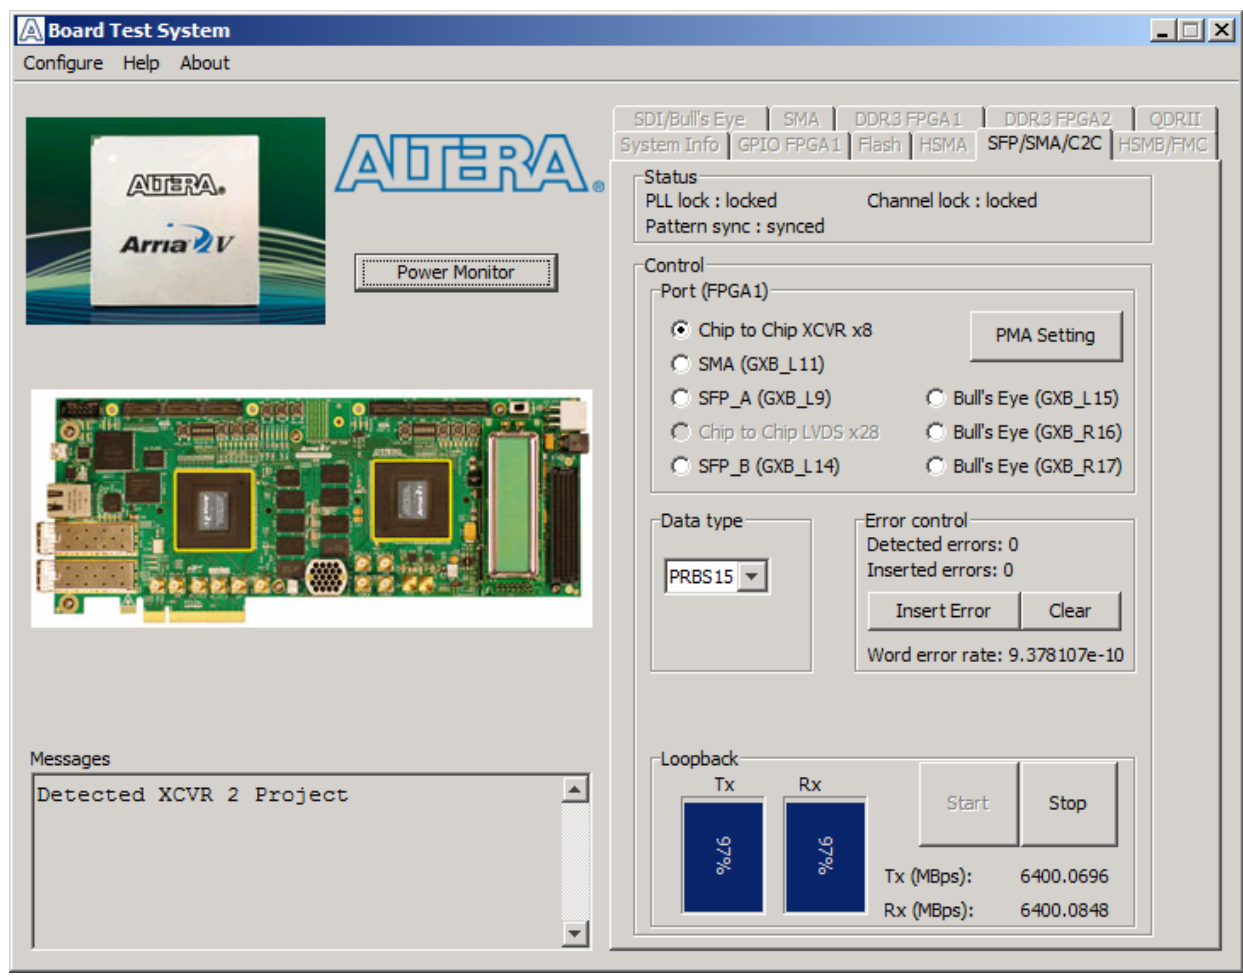 Board Test System
Configure Help About
ALTERA®
Arria V
ALTERA®
Power Monitor
SDI/Bull's Eye SMA DDR3 FPGA1 DDR3 FPGA2 QDRII
System Info GPIO FPGA1 Flash HSMA SFP/SMA/C2C HSMB/FMC
Status
PLL lock : locked Channel lock : locked
Pattern sync : synced
Control
Port (FPGA1)
Chip to Chip XCVR x8
PMA Setting
SMA (GXB_L11)
SFP_A (GXB_L9) Bull's Eye (GXB_L15)
Chip to Chip LVDS x28 Bull's Eye (GXB_R16)
SFP_B (GXB_L14) Bull's Eye (GXB_R17)
Data type
PRBS15
Error control
Detected errors: 0
Inserted errors: 0
Insert Error Clear
Word error rate: 9.378107e-10
Messages
Detected XCVR 2 Project
Loopback
Tx Rx
97% 97%
Start Stop
Tx (MBps): 6400.0696
Rx (MBps): 6400.0848